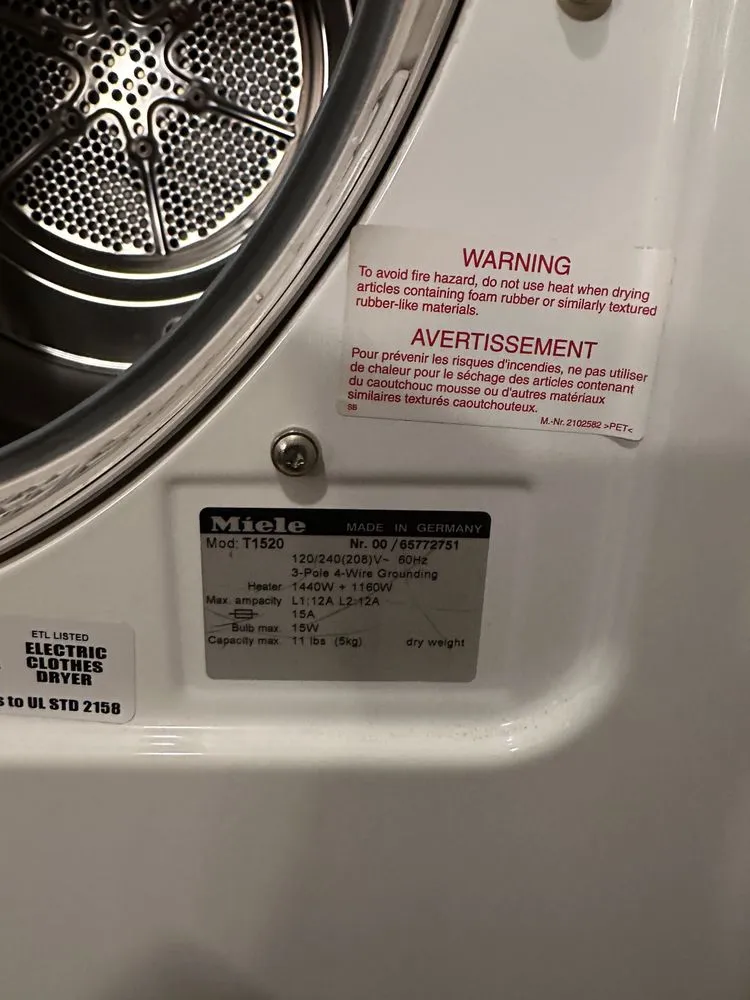 WARNING
To avoid fire hazard, do not use heat when drying
articles containing foam rubber or similarly textured
rubber-like materials.
AVERTISSEMENT
Pour prévenir les risques d'incendies, ne pas utiliser
de chaleur pour le séchage des articles contenant
du caoutchouc mousse ou d'autres matériaux
similaires texturés caoutchouteux.
SB
M.-Nr. 2102582 >PET<
Miele MADE IN GERMANY
Mod: T1520 Nr. 00 / 65772751
120/240(208)V~ 60Hz
3-Pole 4-Wire Grounding
Heater 1440W + 1160W
Max. ampacity L1:12A L2:12A
15A
Bulb max. 15W
Capacity max. 11 lbs (5kg) dry weight
ETL LISTED
ELECTRIC
CLOTHES
DRYER
s to UL STD 2158